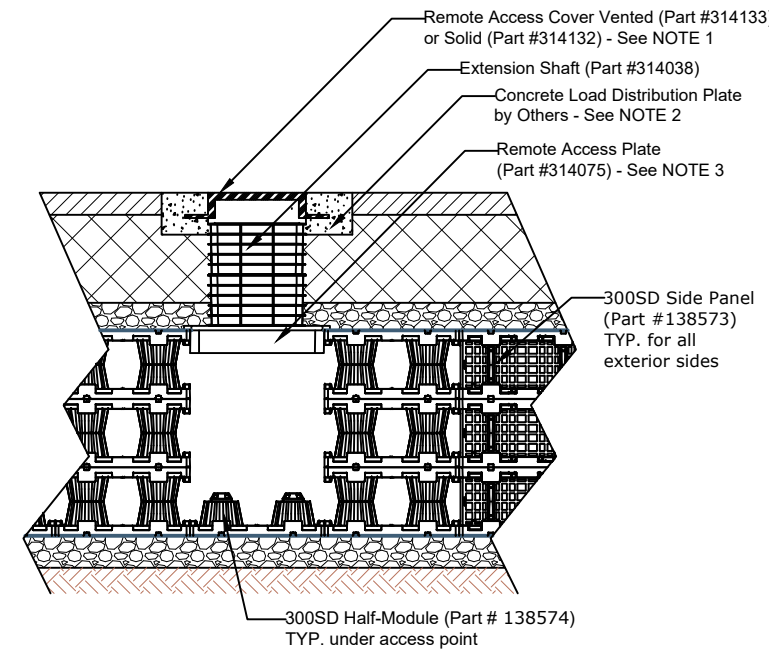 Remote Access Cover Vented (Part #314133)
or Solid (Part #314132) - See NOTE 1
Extension Shaft (Part #314038)
Concrete Load Distribution Plate
by Others - See NOTE 2
Remote Access Plate
(Part #314075) - See NOTE 3
300SD Side Panel
(Part #138573)
TYP. for all
exterior sides
300SD Half-Module (Part # 138574)
TYP. under access point